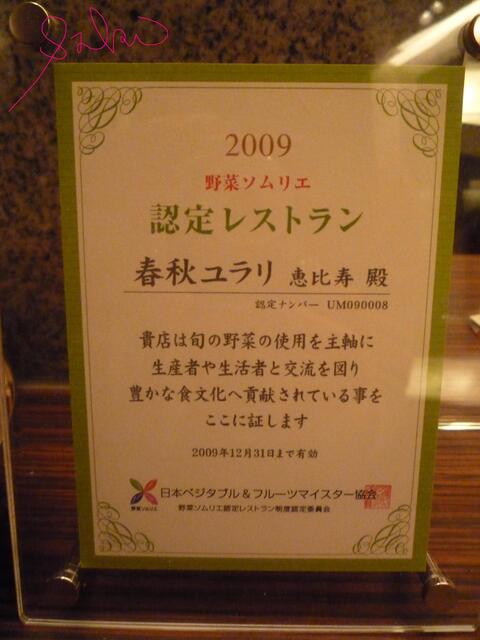 2009
野菜ソムリエ
認定レストラン
春秋ユラリ 恵比寿 殿
認定ナンバー UM090008
貴店は旬の野菜の使用を主軸に
生産者や生活者と交流を図り
豊かな食文化へ貢献されている事を
ここに証します
2009年12月31日まで有効
野菜ソムリエ
日本ベジタブル&フルーツマイスター協会
野菜ソムリエ認定レストラン制度認定委員会